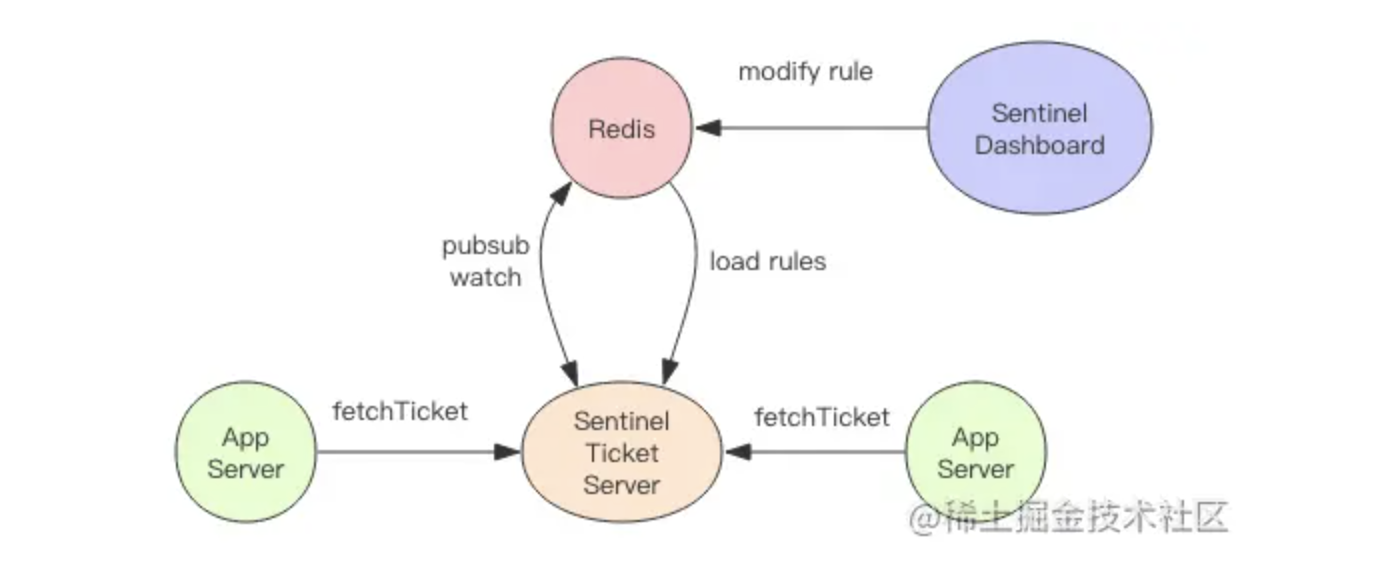 modify rule
Sentinel
Dashboard
Redis
pubsub
watch
load rules
fetchTicket
fetchTicket
App
Server
Sentinel
Ticket
Server
App
Server
@稀土掘金技术社区